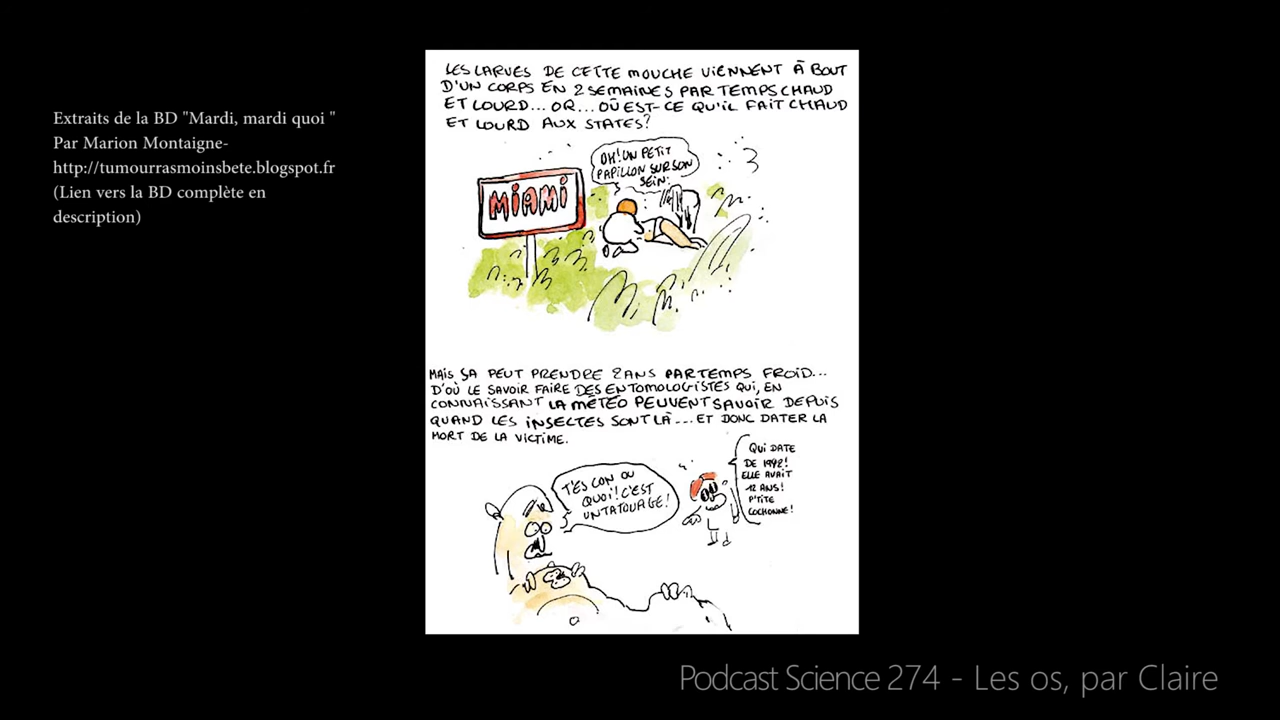 Extraits de la BD "Mardi, mardi quoi "
Par Marion Montaigne-
http://tumourrasmoinsbete.blogspot.fr
(Lien vers la BD complète en
description)
LES LARVES DE CETTE MOUCHE VIENNENT À BOUT
D'UN CORPS EN 2 SEMAINES PAR TEMPS CHAUD
ET LOURD... OR... OÙ EST-CE QU'IL FAIT CHAUD
ET LOURD AUX STATES?
OH! UN PETIT
PAPILLON SUR SON
SEIN.
MIAMI
MAIS SA PEUT PRENDRE 2 ANS PAR TEMPS FROID...
D'OÙ LE SAVOIR FAIRE DES ENTOMOLOGISTES QUI, EN
CONNAISSANT LA MÉTÉO PEUVENT SAVOIR DEPUIS
QUAND LES INSECTES SONT LÀ... ET DONC DATER LA
MORT DE LA VICTIME.
T'ES CON OU
QUOI! C'EST
UN TATOUAGE!
QUI DATE
DE 1992!
ELLE AVAIT
12 ANS!
P'TITE
COCHONNE!
Podcast Science 274 - Les os, par Claire